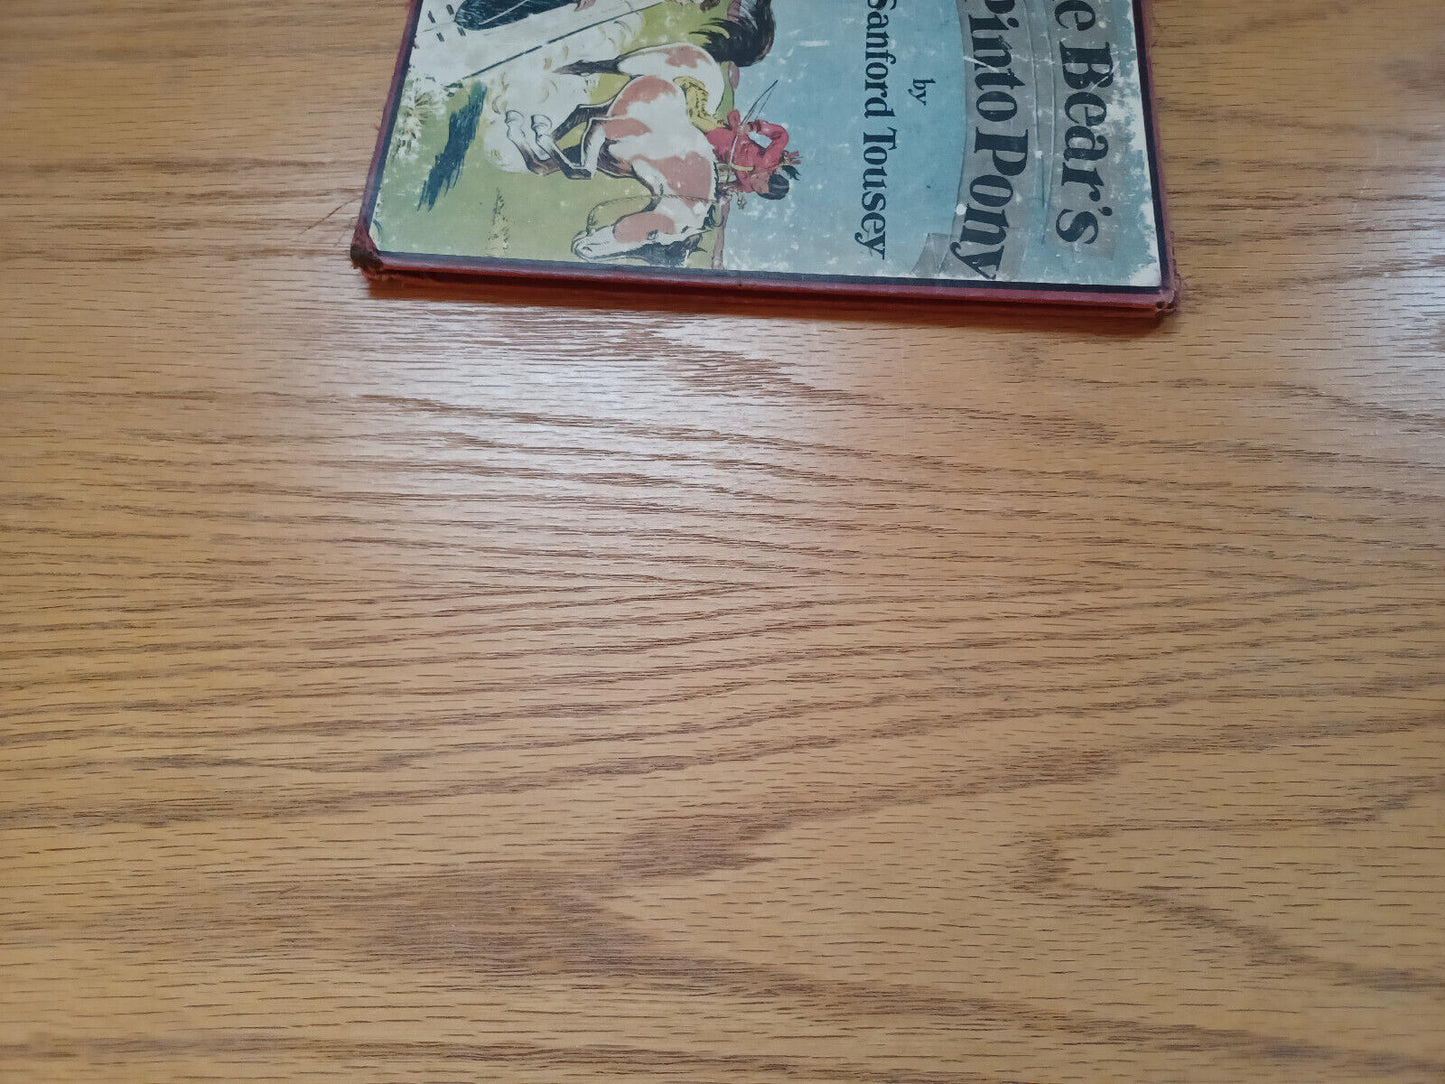 e Bear's
Pinto Pony
by
Sanford Tousey